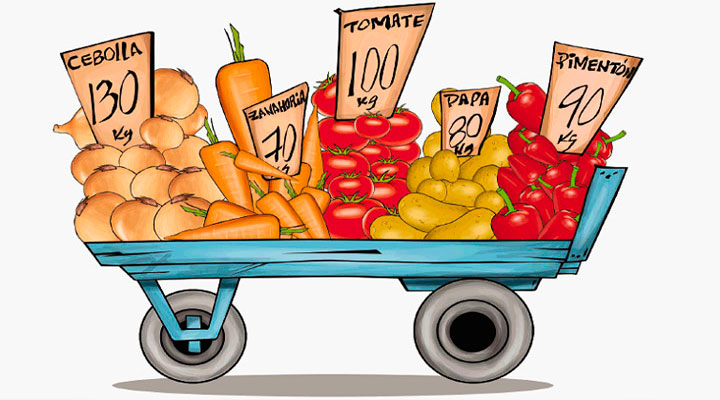 CEBOLLA
130
Kg
ZANAHORIA
70
Kg
TOMATE
100
Kg
PAPA
80
Kg
PIMENTÓN
90
Kg